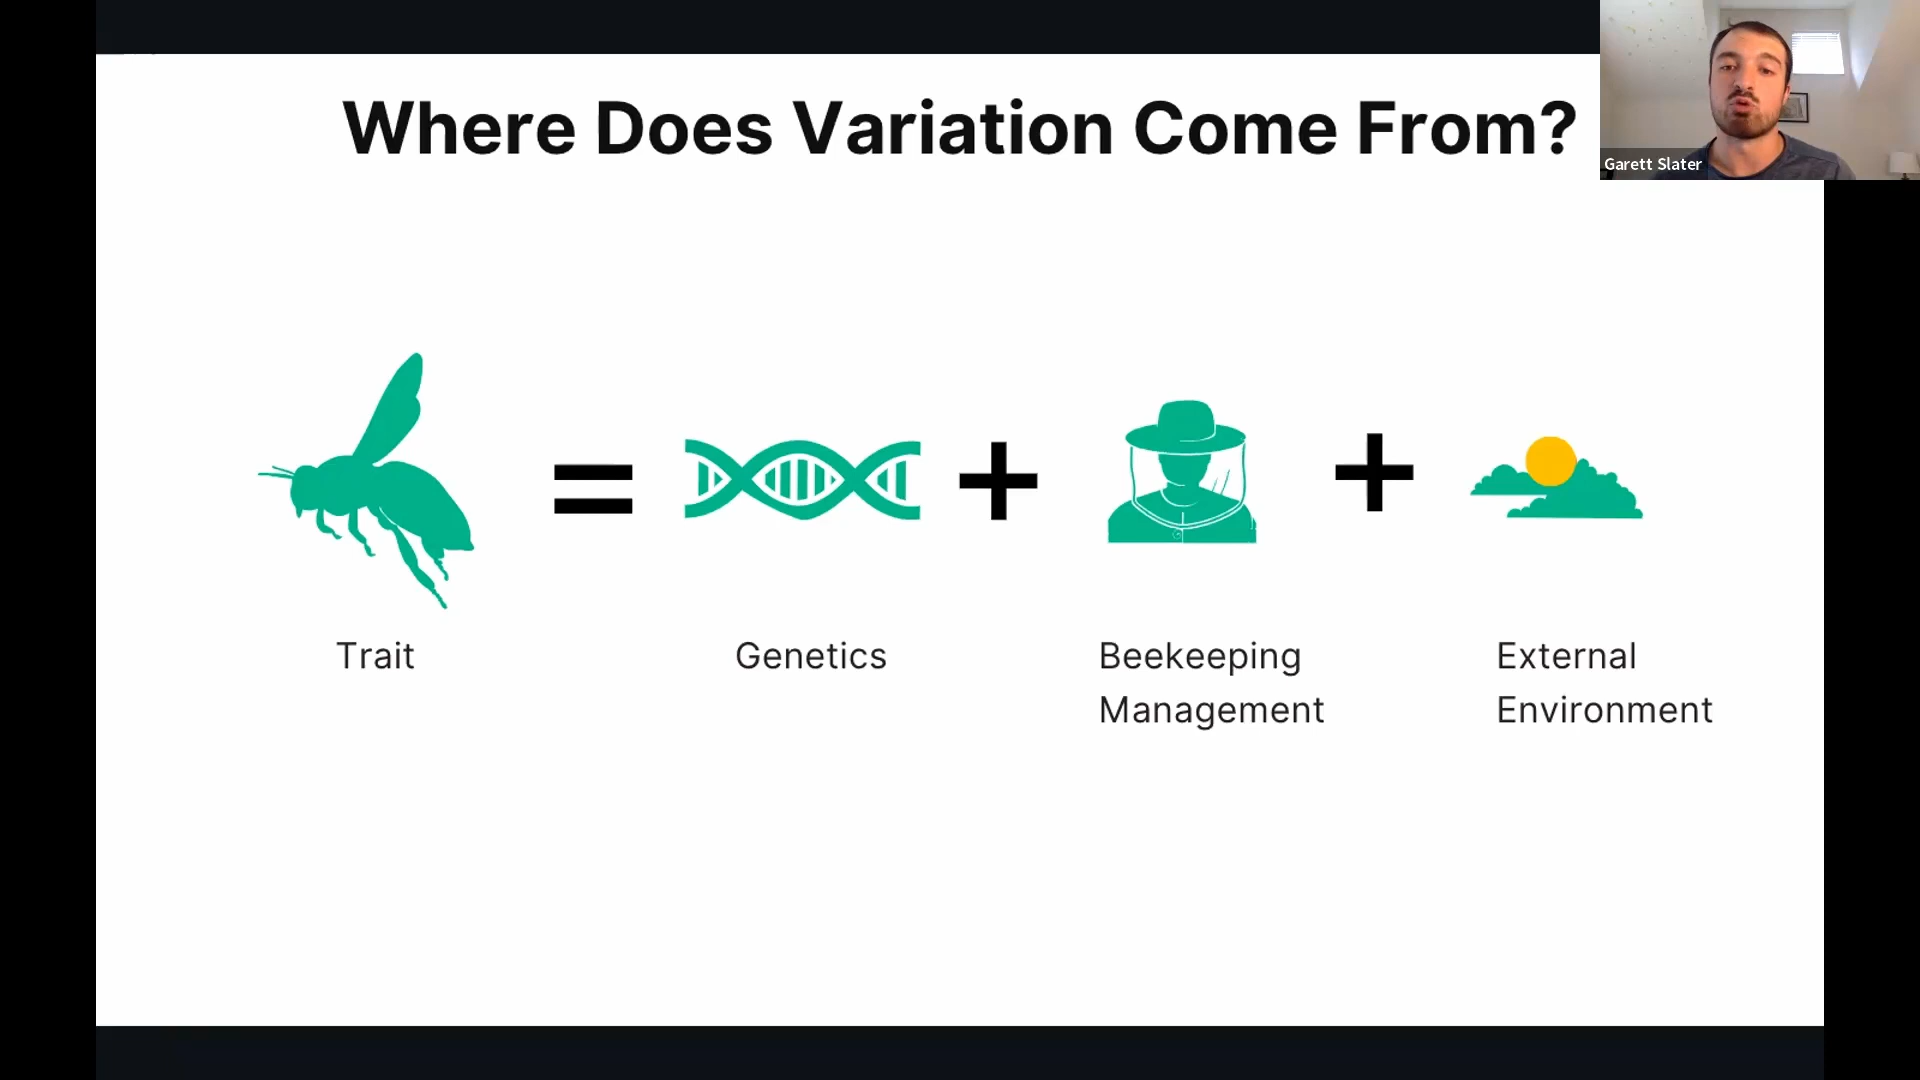 Where Does Variation Come From?
Garett Slater
=
+
+
Trait
Genetics
Beekeeping
Management
External
Environment